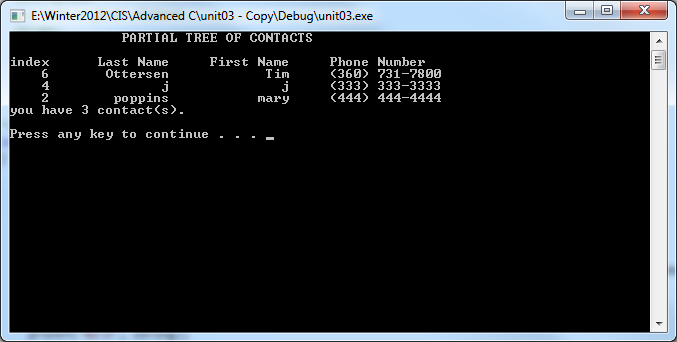 E:\Winter2012\CIS\Advanced C\unit03 - Copy\Debug\unit03.exe
PARTIAL TREE OF CONTACTS
index Last Name First Name Phone Number
6 Ottersen Tim (360) 731-7800
4 j j (333) 333-3333
2 poppins mary (444) 444-4444
you have 3 contact(s).
Press any key to continue . . . _